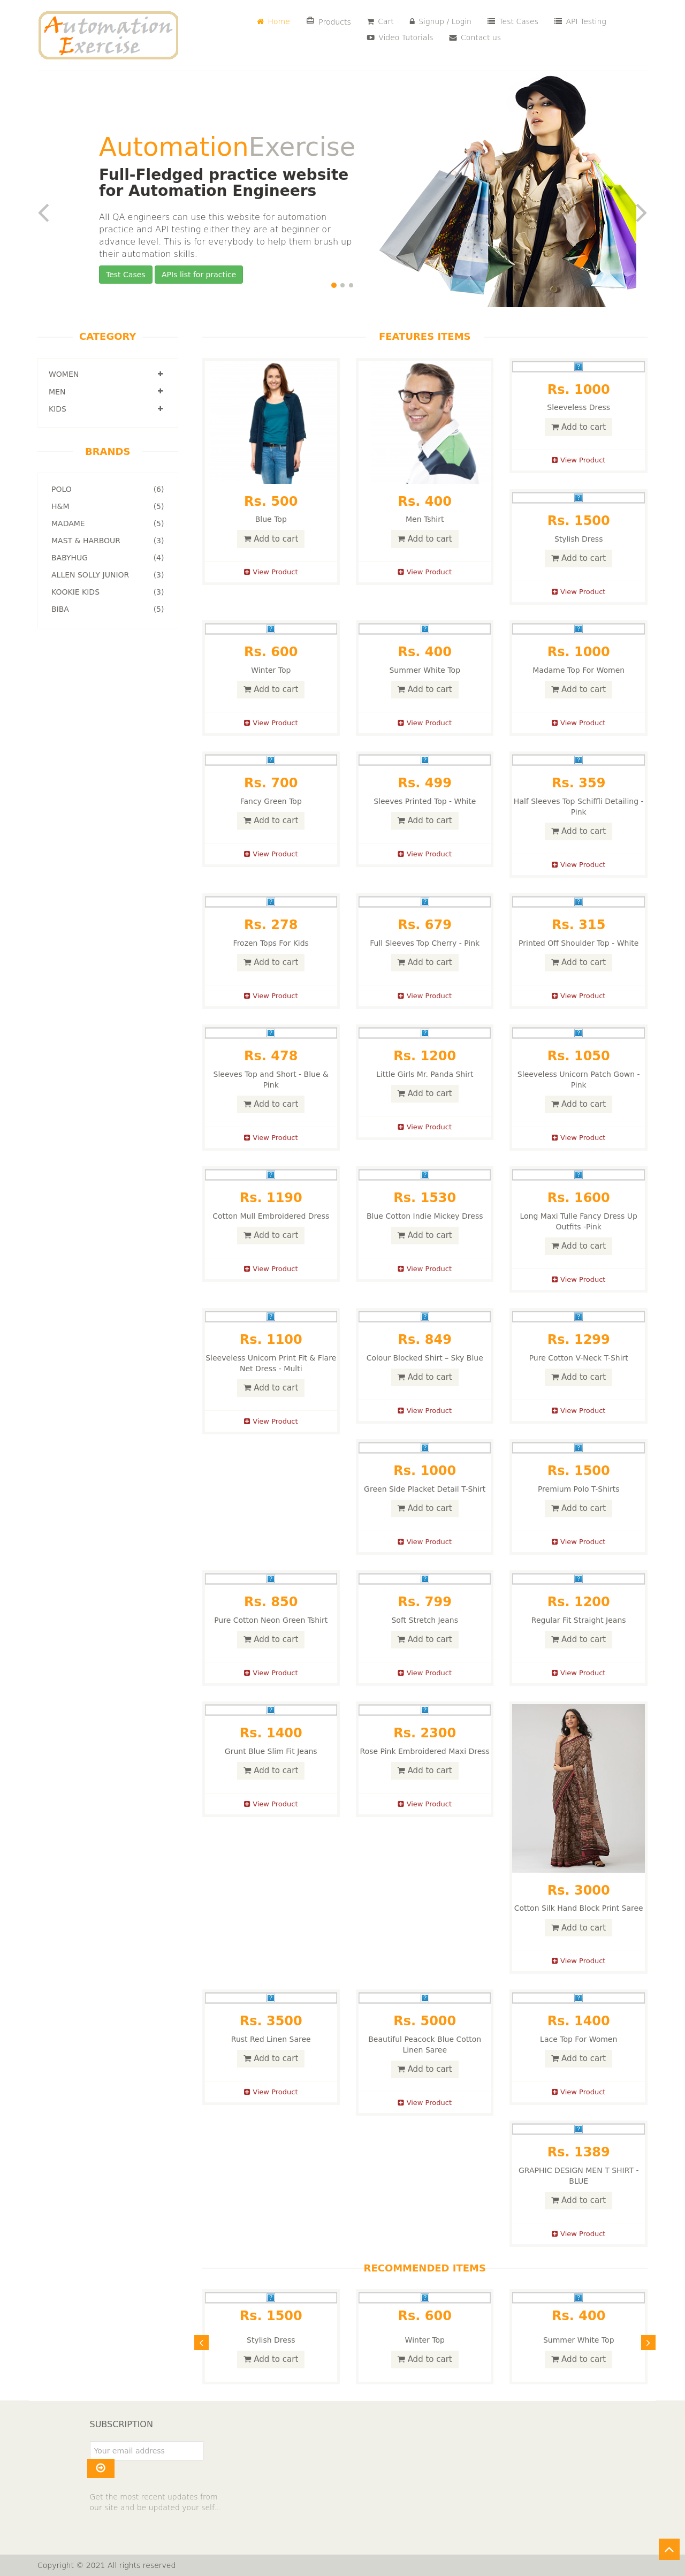 Automation
Exercise
Home
Products
Cart
Signup / Login
Test Cases
API Testing
Video Tutorials
Contact us
AutomationExercise
Full-Fledged practice website
for Automation Engineers
All QA engineers can use this website for automation
practice and API testing either they are at beginner or
advance level. This is for everybody to help them brush up
their automation skills.
Test Cases
APIs list for practice
CATEGORY
WOMEN
MEN
KIDS
BRANDS
POLO (6)
H&M (5)
MADAME (5)
MAST & HARBOUR (3)
BABYHUG (4)
ALLEN SOLLY JUNIOR (3)
KOOKIE KIDS (3)
BIBA (5)
FEATURES ITEMS
Rs. 500
Blue Top
Add to cart
View Product
Rs. 400
Men Tshirt
Add to cart
View Product
Rs. 1000
Sleeveless Dress
Add to cart
View Product
Rs. 1500
Stylish Dress
Add to cart
View Product
Rs. 600
Winter Top
Add to cart
View Product
Rs. 400
Summer White Top
Add to cart
View Product
Rs. 1000
Madame Top For Women
Add to cart
View Product
Rs. 700
Fancy Green Top
Add to cart
View Product
Rs. 499
Sleeves Printed Top - White
Add to cart
View Product
Rs. 359
Half Sleeves Top Schiffli Detailing -
Pink
Add to cart
View Product
Rs. 278
Frozen Tops For Kids
Add to cart
View Product
Rs. 679
Full Sleeves Top Cherry - Pink
Add to cart
View Product
Rs. 315
Printed Off Shoulder Top - White
Add to cart
View Product
Rs. 478
Sleeves Top and Short - Blue &
Pink
Add to cart
View Product
Rs. 1200
Little Girls Mr. Panda Shirt
Add to cart
View Product
Rs. 1050
Sleeveless Unicorn Patch Gown -
Pink
Add to cart
View Product
Rs. 1190
Cotton Mull Embroidered Dress
Add to cart
View Product
Rs. 1530
Blue Cotton Indie Mickey Dress
Add to cart
View Product
Rs. 1600
Long Maxi Tulle Fancy Dress Up
Outfits -Pink
Add to cart
View Product
Rs. 1100
Sleeveless Unicorn Print Fit & Flare
Net Dress - Multi
Add to cart
View Product
Rs. 849
Colour Blocked Shirt – Sky Blue
Add to cart
View Product
Rs. 1299
Pure Cotton V-Neck T-Shirt
Add to cart
View Product
Rs. 1000
Green Side Placket Detail T-Shirt
Add to cart
View Product
Rs. 1500
Premium Polo T-Shirts
Add to cart
View Product
Rs. 850
Pure Cotton Neon Green Tshirt
Add to cart
View Product
Rs. 799
Soft Stretch Jeans
Add to cart
View Product
Rs. 1200
Regular Fit Straight Jeans
Add to cart
View Product
Rs. 1400
Grunt Blue Slim Fit Jeans
Add to cart
View Product
Rs. 2300
Rose Pink Embroidered Maxi Dress
Add to cart
View Product
Rs. 3000
Cotton Silk Hand Block Print Saree
Add to cart
View Product
Rs. 3500
Rust Red Linen Saree
Add to cart
View Product
Rs. 5000
Beautiful Peacock Blue Cotton
Linen Saree
Add to cart
View Product
Rs. 1400
Lace Top For Women
Add to cart
View Product
Rs. 1389
GRAPHIC DESIGN MEN T SHIRT -
BLUE
Add to cart
View Product
RECOMMENDED ITEMS
Rs. 1500
Stylish Dress
Add to cart
Rs. 600
Winter Top
Add to cart
Rs. 400
Summer White Top
Add to cart
SUBSCRIPTION
Your email address
Get the most recent updates from
our site and be updated your self...
Copyright © 2021 All rights reserved